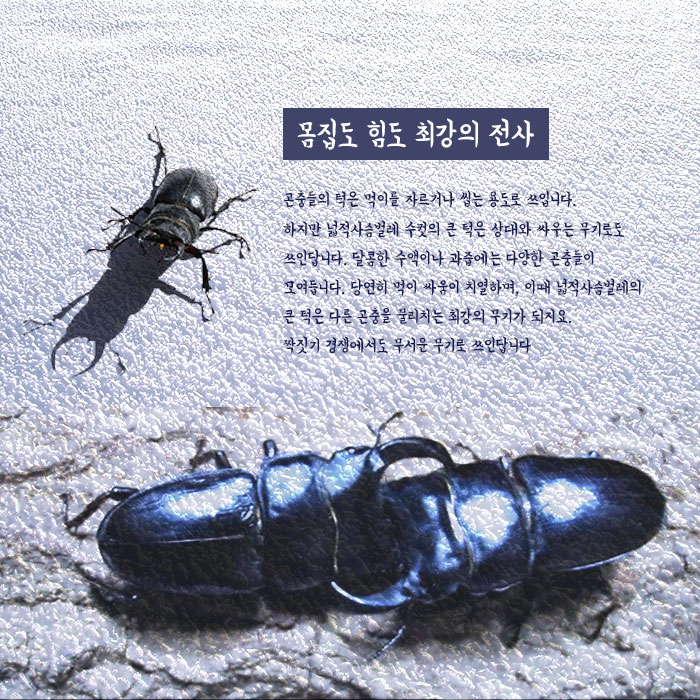 몸집도 힘도 최강의 전사
곤충들의 턱은 먹이를 자르거나 씹는 용도로 쓰입니다.
하지만 넓적사슴벌레 수컷의 큰 턱은 상대와 싸우는 무기로도
쓰인답니다. 달콤한 수액이나 과즙에는 다양한 곤충들이
모여듭니다. 당연히 먹이 싸움이 치열하며, 이때 넓적사슴벌레의
큰 턱은 다른 곤충을 물리치는 최강의 무기가 되지요.
짝짓기 경쟁에서도 무서운 무기로 쓰인답니다